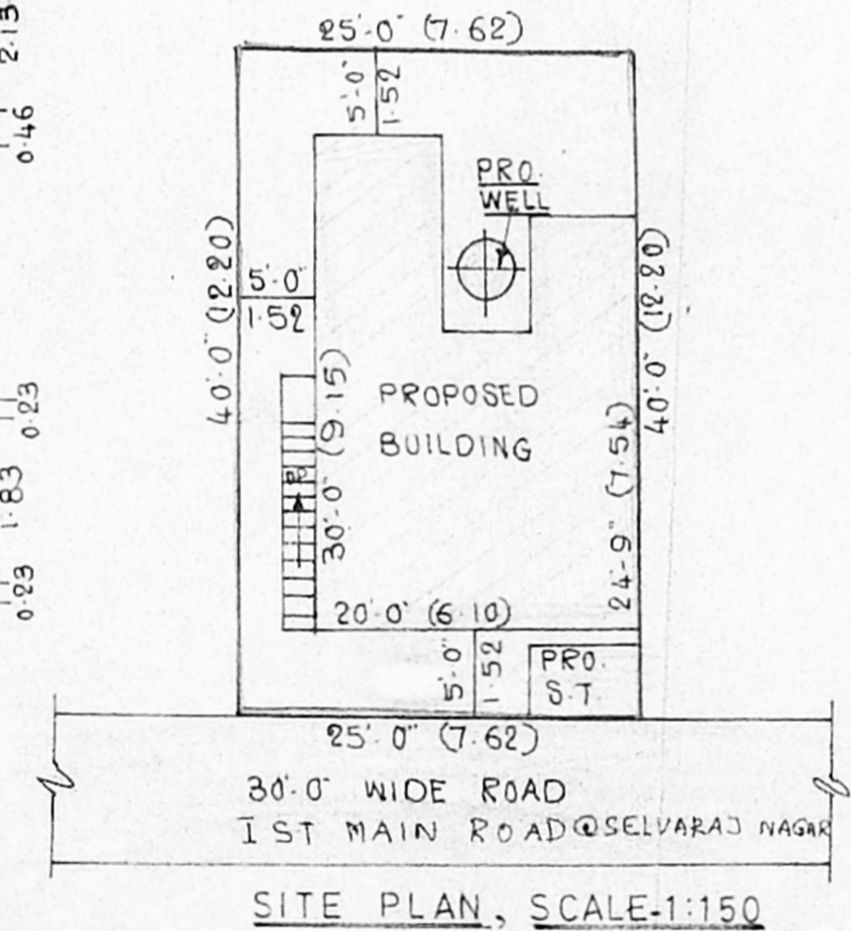 2.13
0.46
0.23
1.83
0.23
25'-0" (7.62)
5'-0"
1.52
PRO.
WELL
40'-0" (12.20)
5'-0"
1.52
40'-0" (12.20)
30'-0" (9.15)
PROPOSED
BUILDING
24-9" (7.54)
20'-0" (6.10)
5'-0"
1.52
PRO.
S.T.
25'-0" (7.62)
30'-0" WIDE ROAD
IST MAIN ROAD@SELVARAJ NAGAR
SITE PLAN, SCALE-1:150